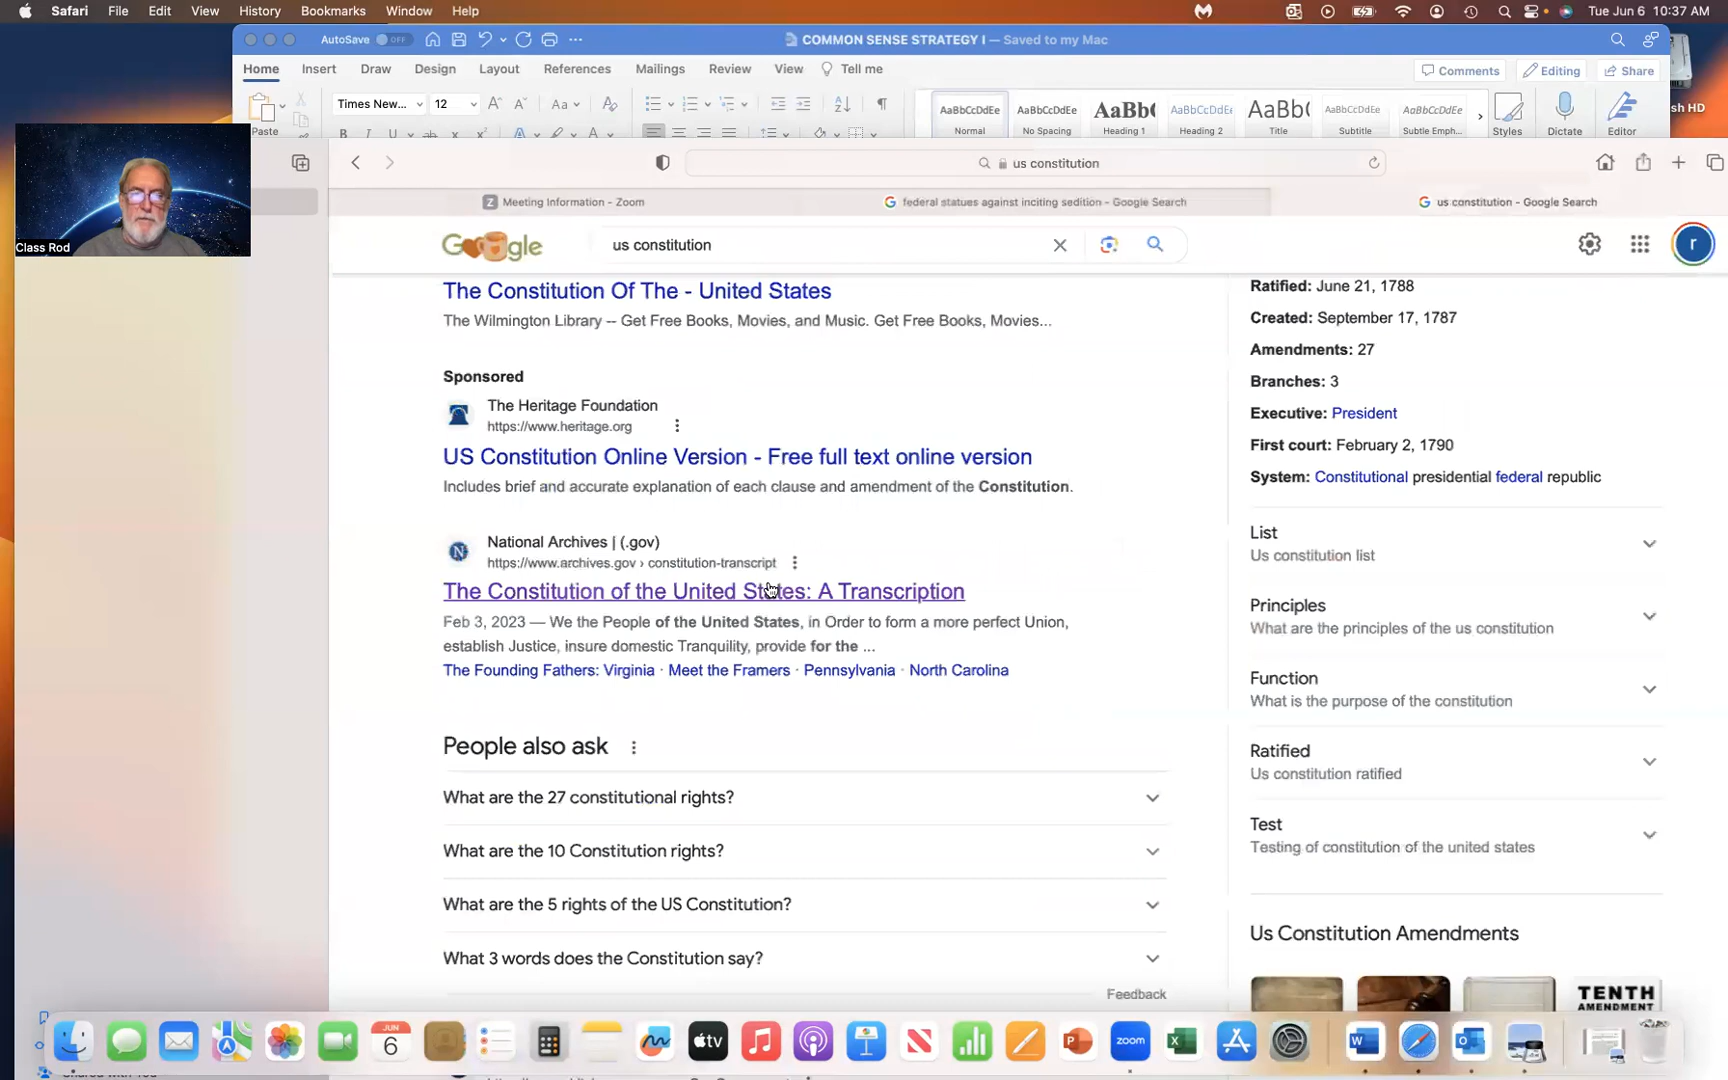 Safari File Edit View History Bookmarks Window Help Tue Jun 6 10:37 AM
AutoSave OFF COMMON SENSE STRATEGY I — Saved to my Mac
Home Insert Draw Design Layout References Mailings Review View Tell me Comments Editing Share
sh HD
Times New... 12 Aa AaBbCcDdEe AaBbCcDdEe AaBbC AaBbCcDdEe AaBb( AaBbCcDdEe AaBbCcDdEe
Paste B I U ab Normal No Spacing Heading 1 Heading 2 Title Subtitle Subtle Emph... Styles Dictate Editor
us constitution
Meeting Information - Zoom federal statues against inciting sedition - Google Search us constitution - Google Search
Class Rod
Google us constitution r
The Constitution Of The - United States
The Wilmington Library -- Get Free Books, Movies, and Music. Get Free Books, Movies...
Sponsored
The Heritage Foundation
https://www.heritage.org
US Constitution Online Version - Free full text online version
Includes brief and accurate explanation of each clause and amendment of the Constitution.
National Archives | (.gov)
https://www.archives.gov › constitution-transcript
The Constitution of the United States: A Transcription
Feb 3, 2023 — We the People of the United States, in Order to form a more perfect Union,
establish Justice, insure domestic Tranquility, provide for the ...
The Founding Fathers: Virginia · Meet the Framers · Pennsylvania · North Carolina
People also ask
What are the 27 constitutional rights?
What are the 10 Constitution rights?
What are the 5 rights of the US Constitution?
What 3 words does the Constitution say?
Feedback
Ratified: June 21, 1788
Created: September 17, 1787
Amendments: 27
Branches: 3
Executive: President
First court: February 2, 1790
System: Constitutional presidential federal republic
List
Us constitution list
Principles
What are the principles of the us constitution
Function
What is the purpose of the constitution
Ratified
Us constitution ratified
Test
Testing of constitution of the united states
Us Constitution Amendments
TENTH
AMENDMENT
JUN
6
tv
zoom